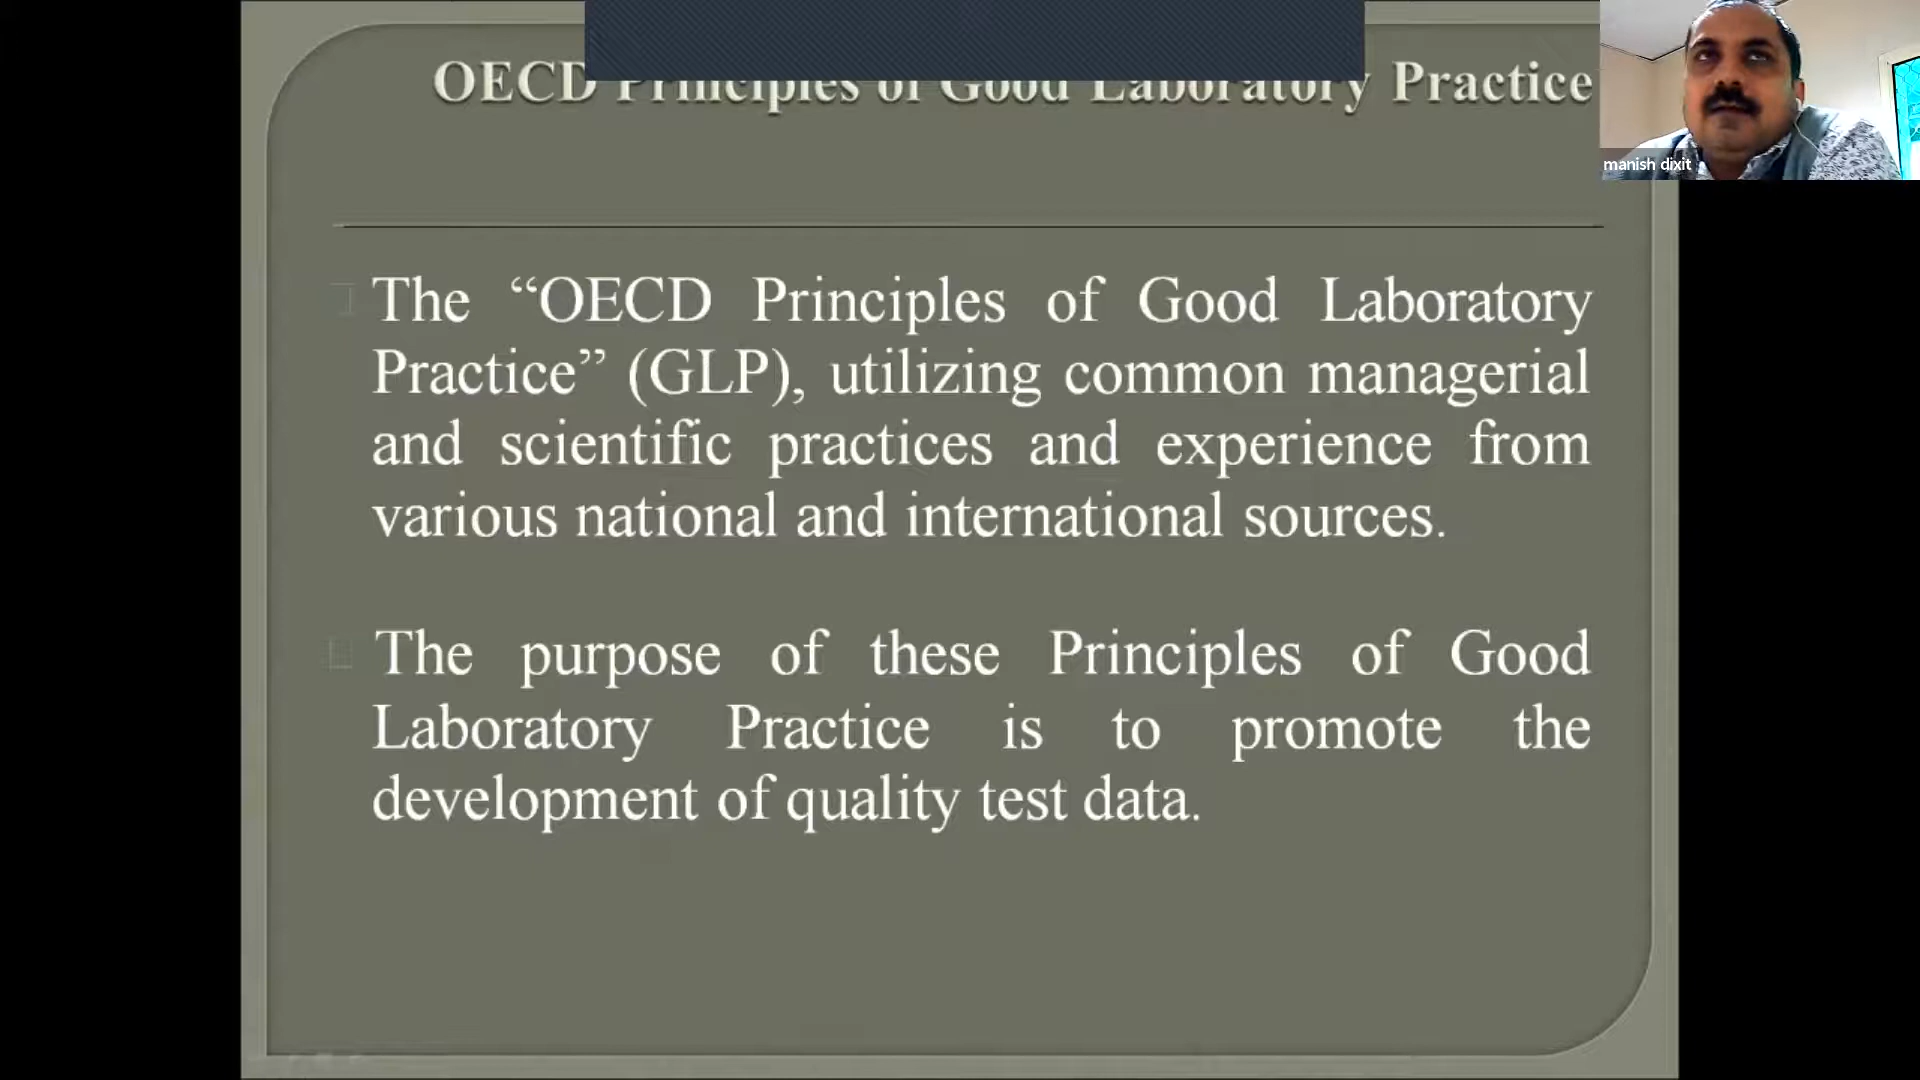 OECD Principles of Good Laboratory Practice
manish dixit
The “OECD Principles of Good Laboratory
Practice” (GLP), utilizing common managerial
and scientific practices and experience from
various national and international sources.
The purpose of these Principles of Good
Laboratory Practice is to promote the
development of quality test data.